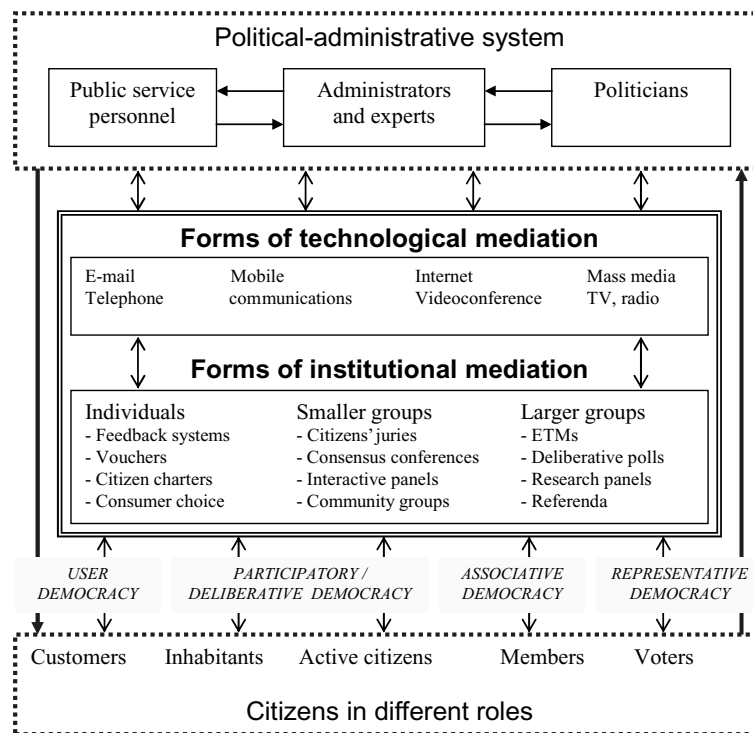 Political-administrative system
Public service
personnel
Administrators
and experts
Politicians
Forms of technological mediation
E-mail
Telephone
Mobile
communications
Internet
Videoconference
Mass media
TV, radio
Forms of institutional mediation
Individuals
- Feedback systems
- Vouchers
- Citizen charters
- Consumer choice
Smaller groups
- Citizens' juries
- Consensus conferences
- Interactive panels
- Community groups
Larger groups
- ETMs
- Deliberative polls
- Research panels
- Referenda
USER
DEMOCRACY
PARTICIPATORY /
DELIBERATIVE DEMOCRACY
ASSOCIATIVE
DEMOCRACY
REPRESENTATIVE
DEMOCRACY
Customers
Inhabitants
Active citizens
Members
Voters
Citizens in different roles